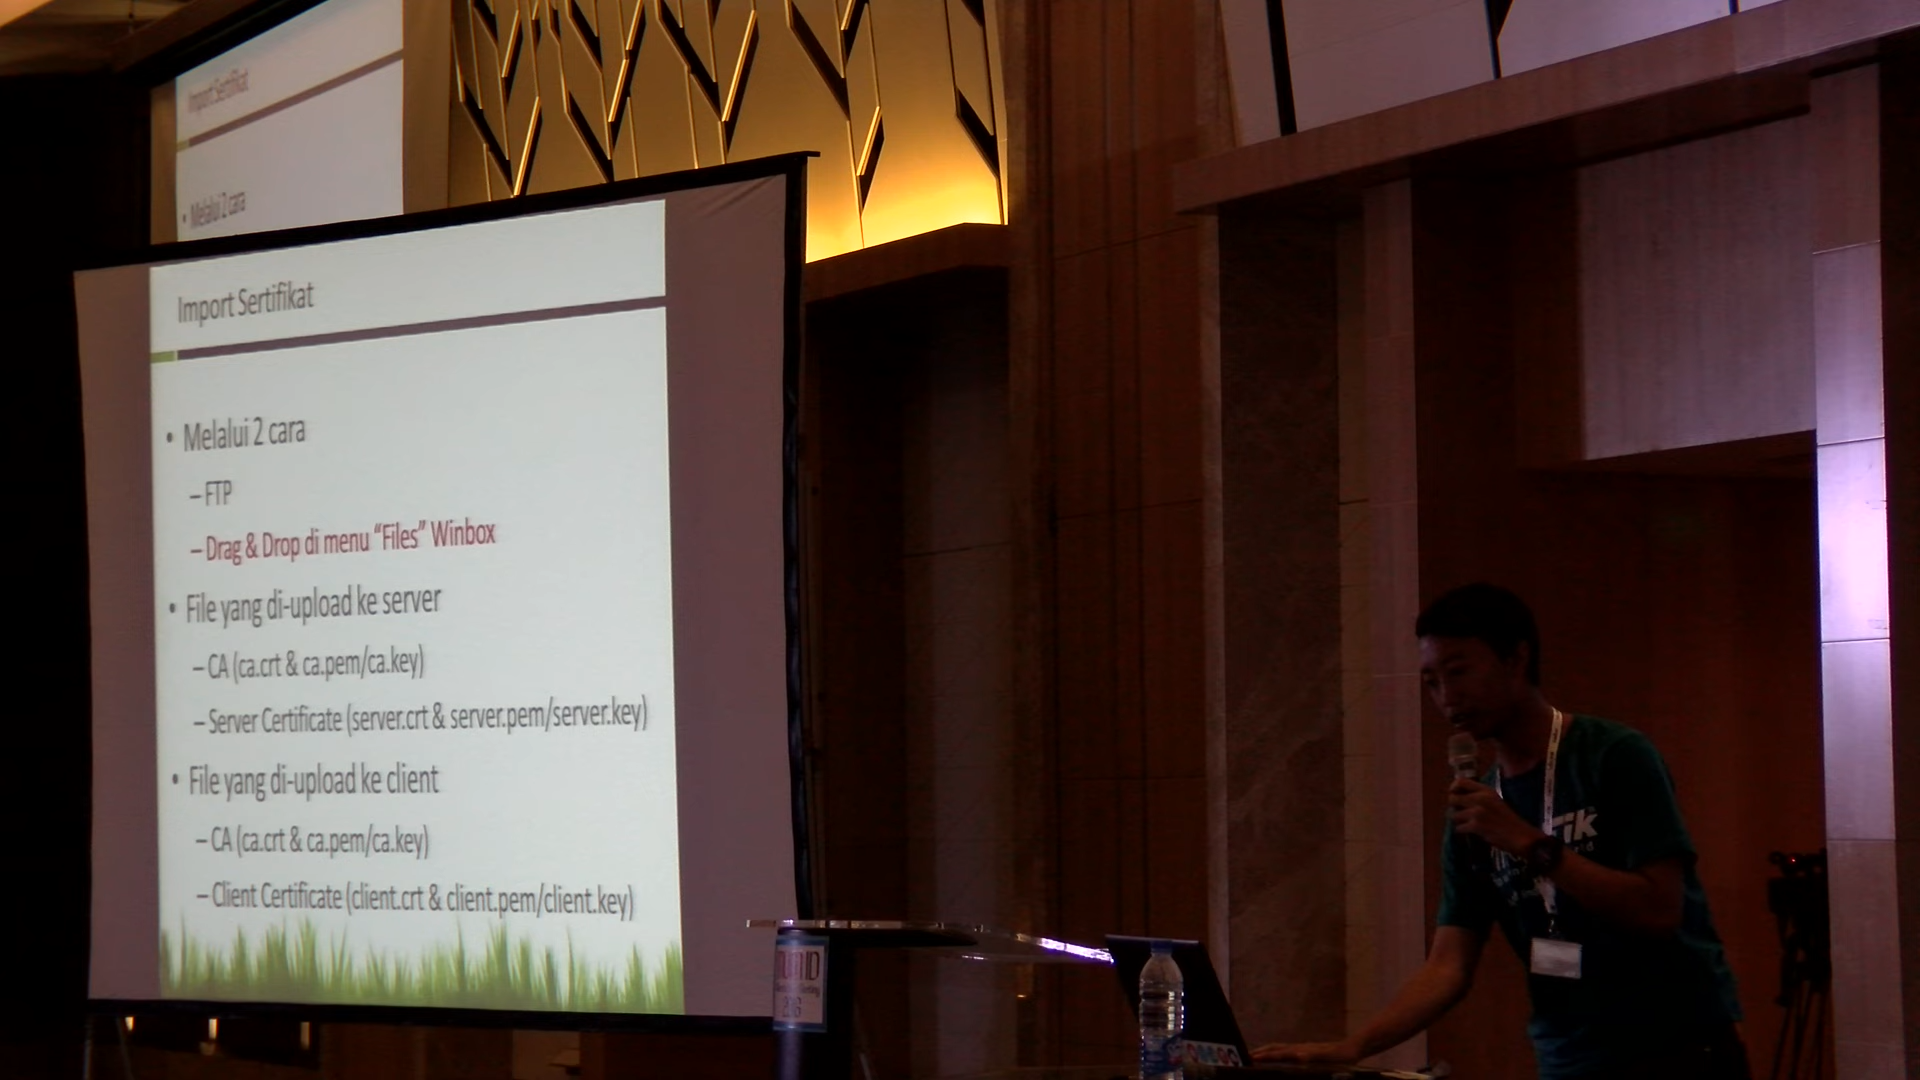 Import Sertifikat
• Melalui 2 cara
Import Sertifikat
• Melalui 2 cara
– FTP
– Drag & Drop di menu “Files” Winbox
• File yang di-upload ke server
– CA (ca.crt & ca.pem/ca.key)
– Server Certificate (server.crt & server.pem/server.key)
• File yang di-upload ke client
– CA (ca.crt & ca.pem/ca.key)
– Client Certificate (client.crt & client.pem/client.key)